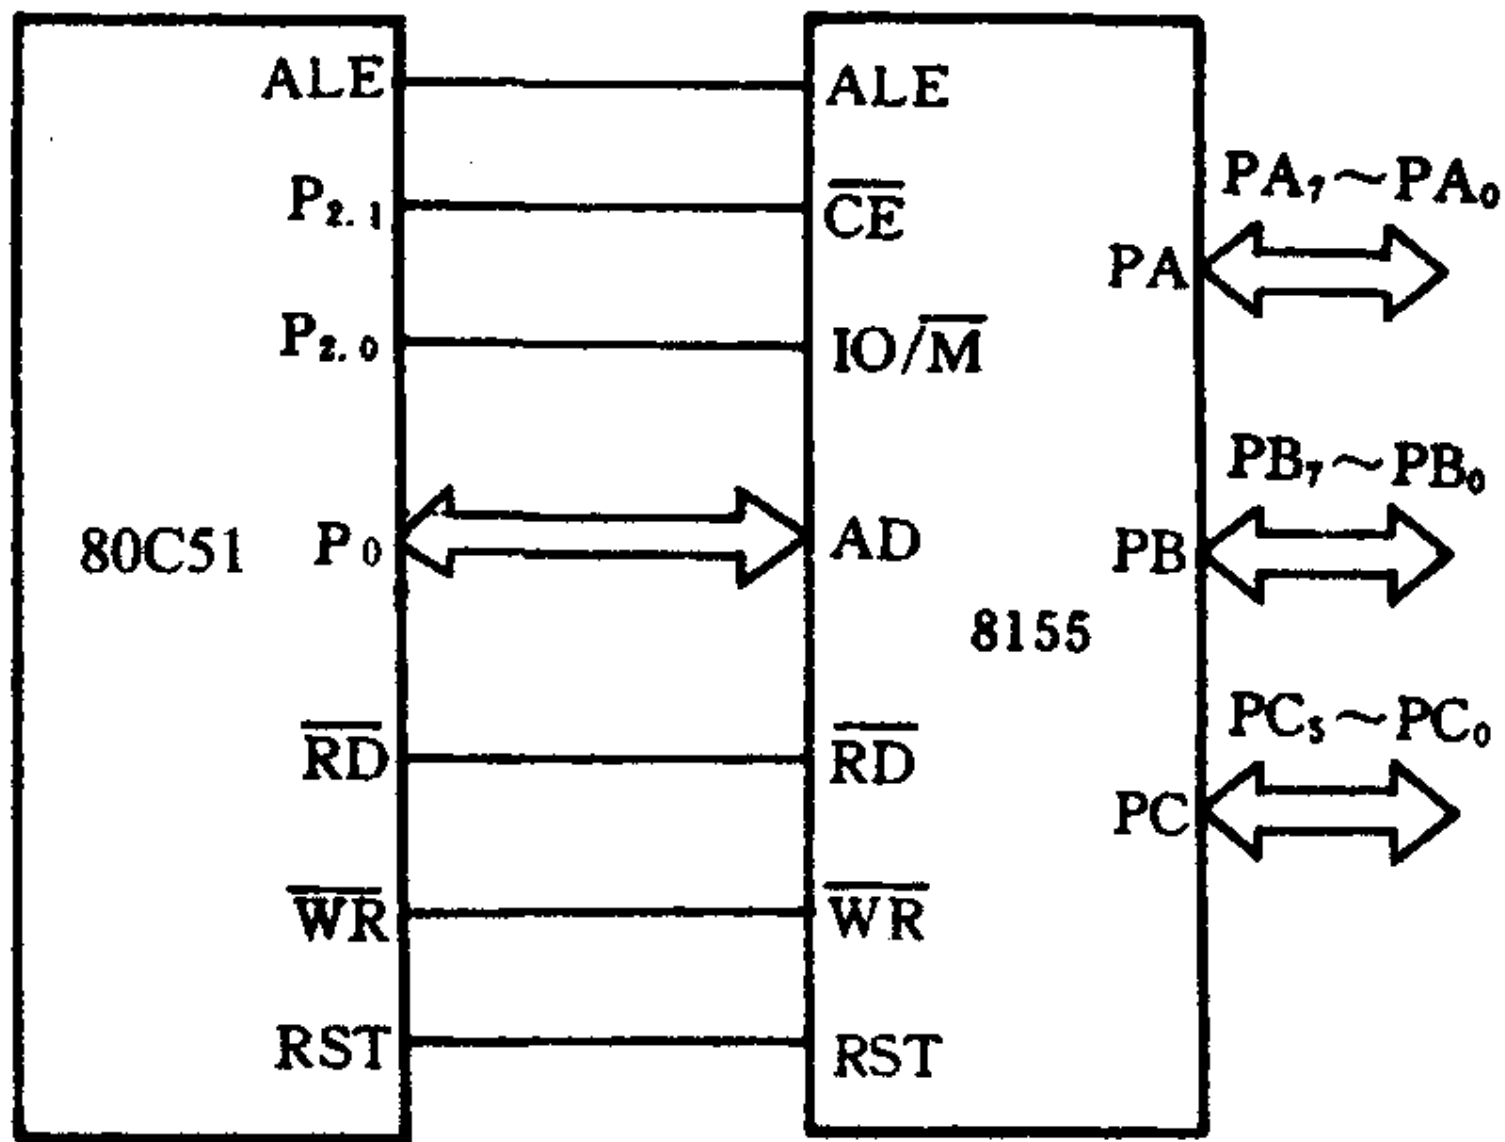 ALE
P2.1
P2.0
80C51
P0
RD
WR
RST
ALE
CE
IO/M
AD
8155
RD
WR
RST
PA
PB
PC
PA7~PA0
PB7~PB0
PC5~PC0